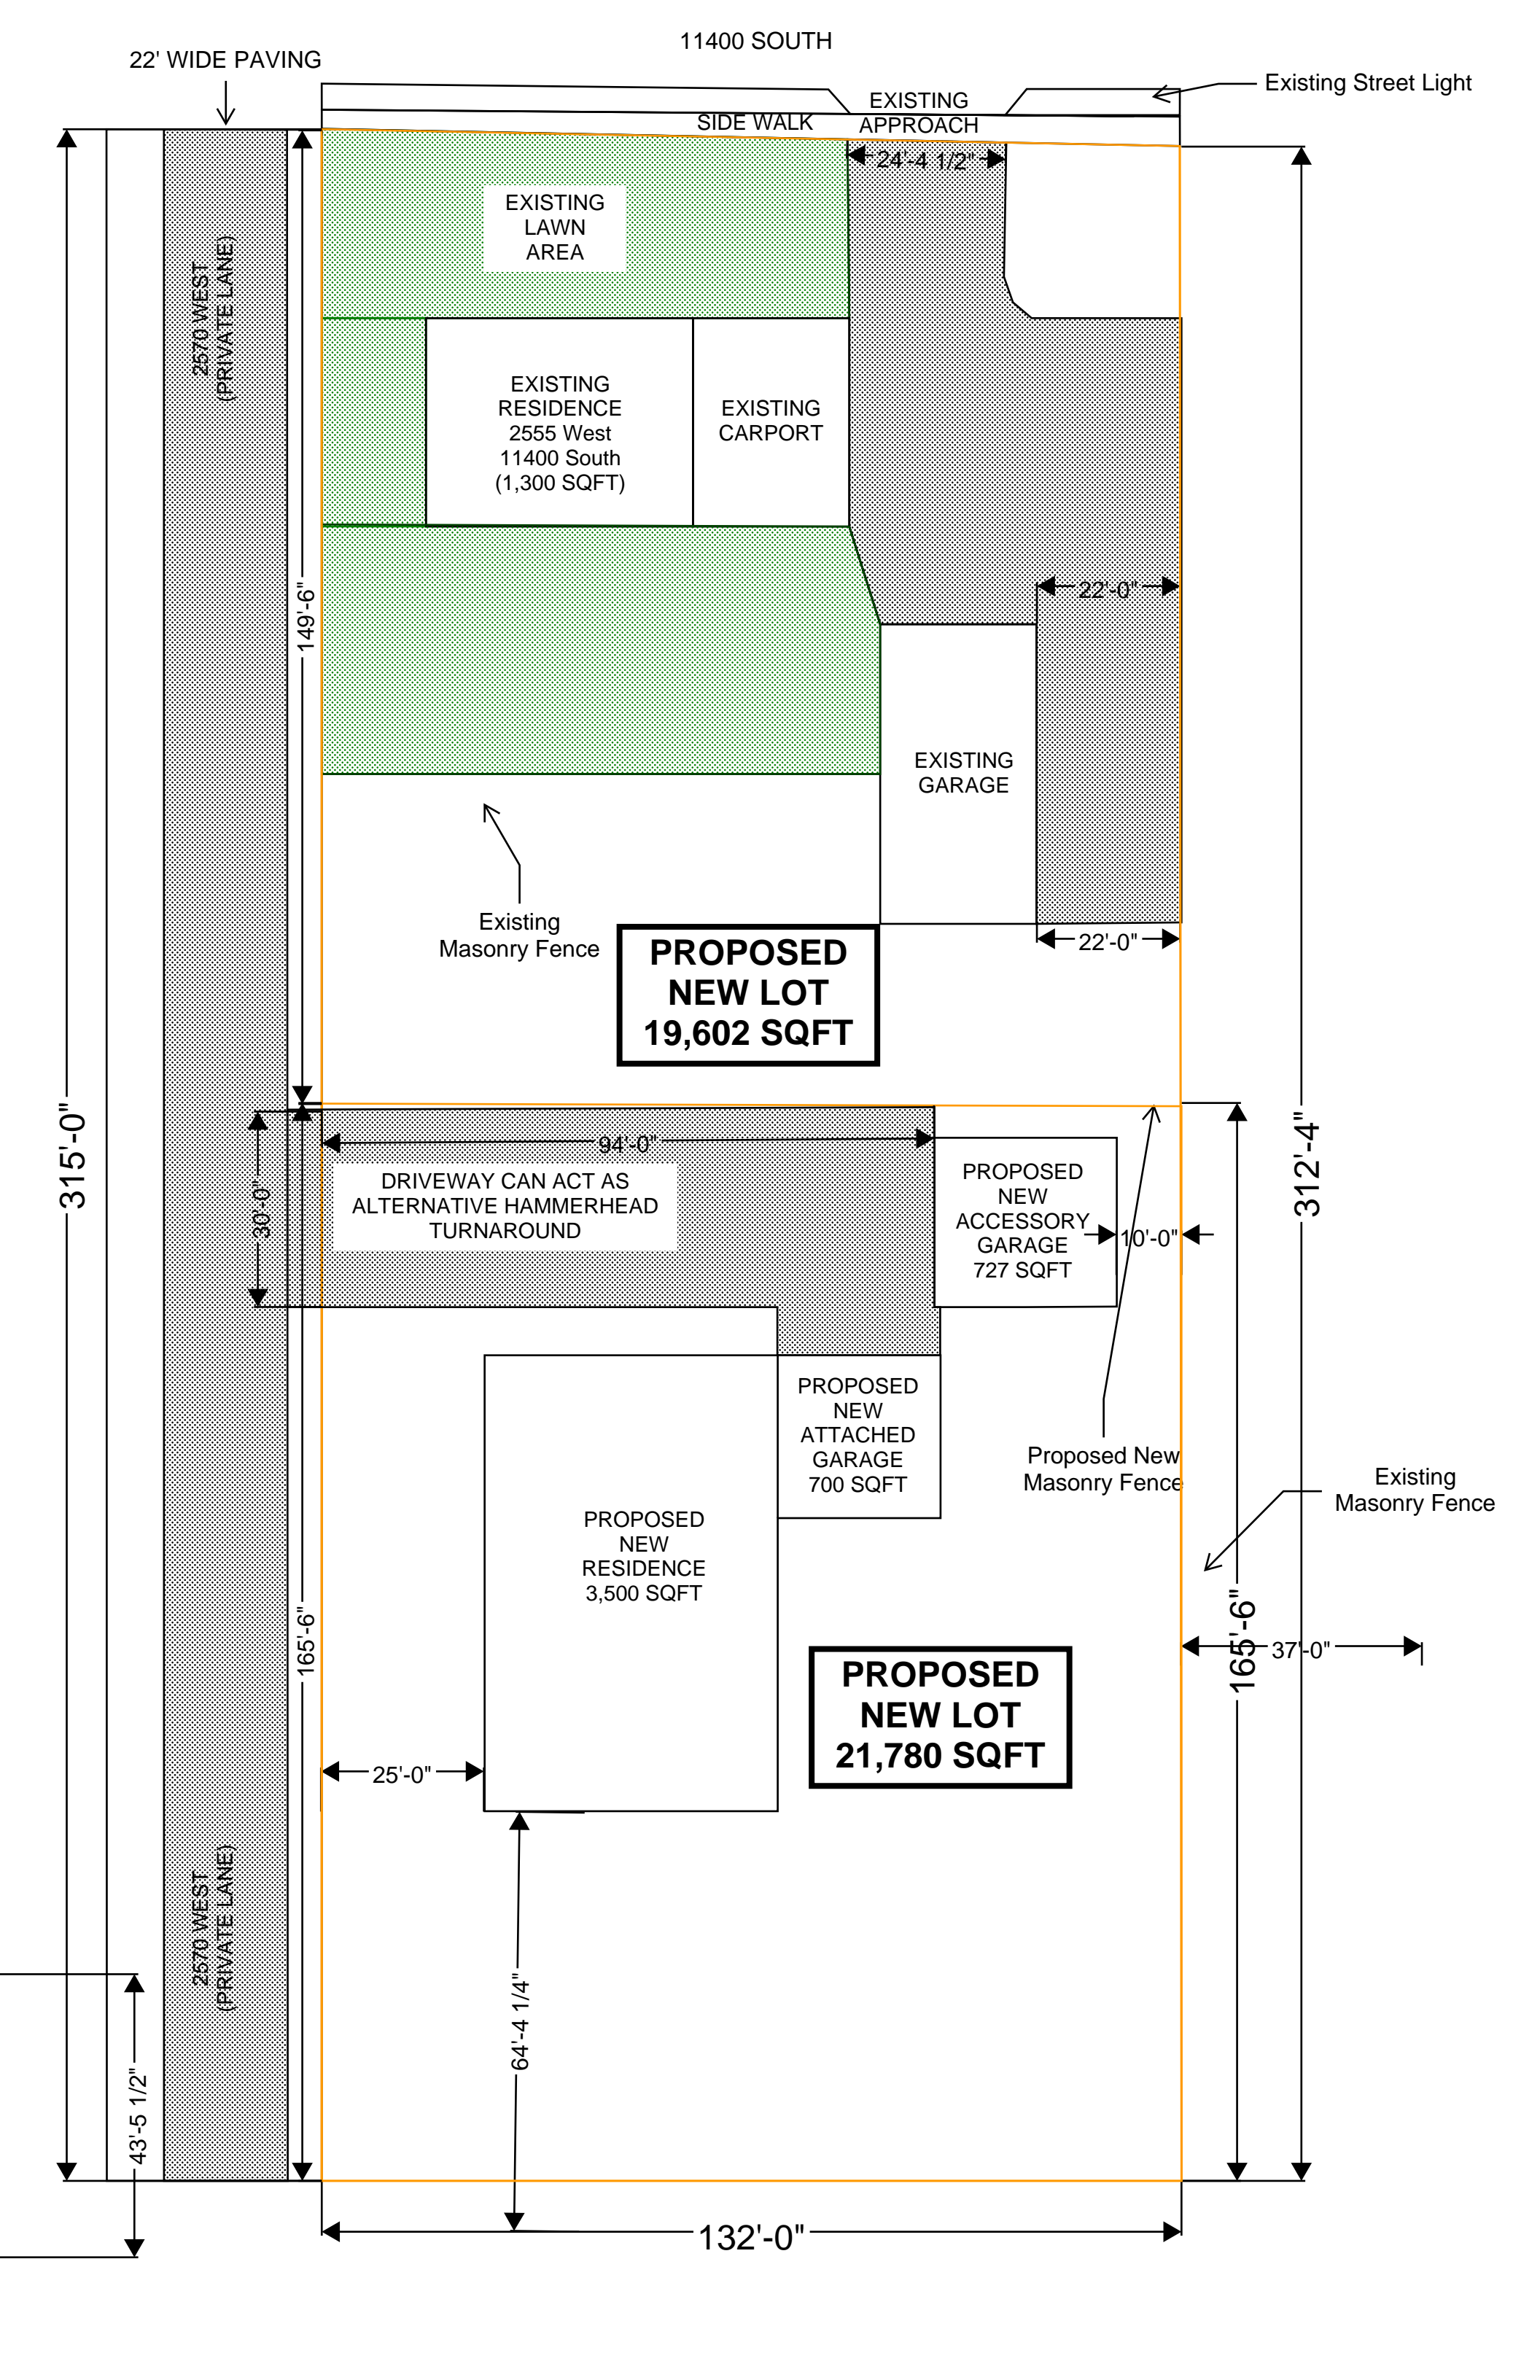 11400 SOUTH
22' WIDE PAVING
Existing Street Light
EXISTING
APPROACH
SIDE WALK
24'-4 1/2"
EXISTING
LAWN
AREA
2570 WEST
(PRIVATE LANE)
EXISTING
RESIDENCE
2555 West
11400 South
(1,300 SQFT)
EXISTING
CARPORT
149'-6"
22'-0"
EXISTING
GARAGE
Existing
Masonry Fence
22'-0"
PROPOSED
NEW LOT
19,602 SQFT
315'-0"
312'-4"
94'-0"
30'-0"
DRIVEWAY CAN ACT AS
ALTERNATIVE HAMMERHEAD
TURNAROUND
PROPOSED
NEW
ACCESSORY
GARAGE
727 SQFT
10'-0"
PROPOSED
NEW
ATTACHED
GARAGE
700 SQFT
Proposed New
Masonry Fence
Existing
Masonry Fence
PROPOSED
NEW
RESIDENCE
3,500 SQFT
165'-6"
165'-6"
37'-0"
PROPOSED
NEW LOT
21,780 SQFT
25'-0"
2570 WEST
(PRIVATE LANE)
64'-4 1/4"
43'-5 1/2"
132'-0"